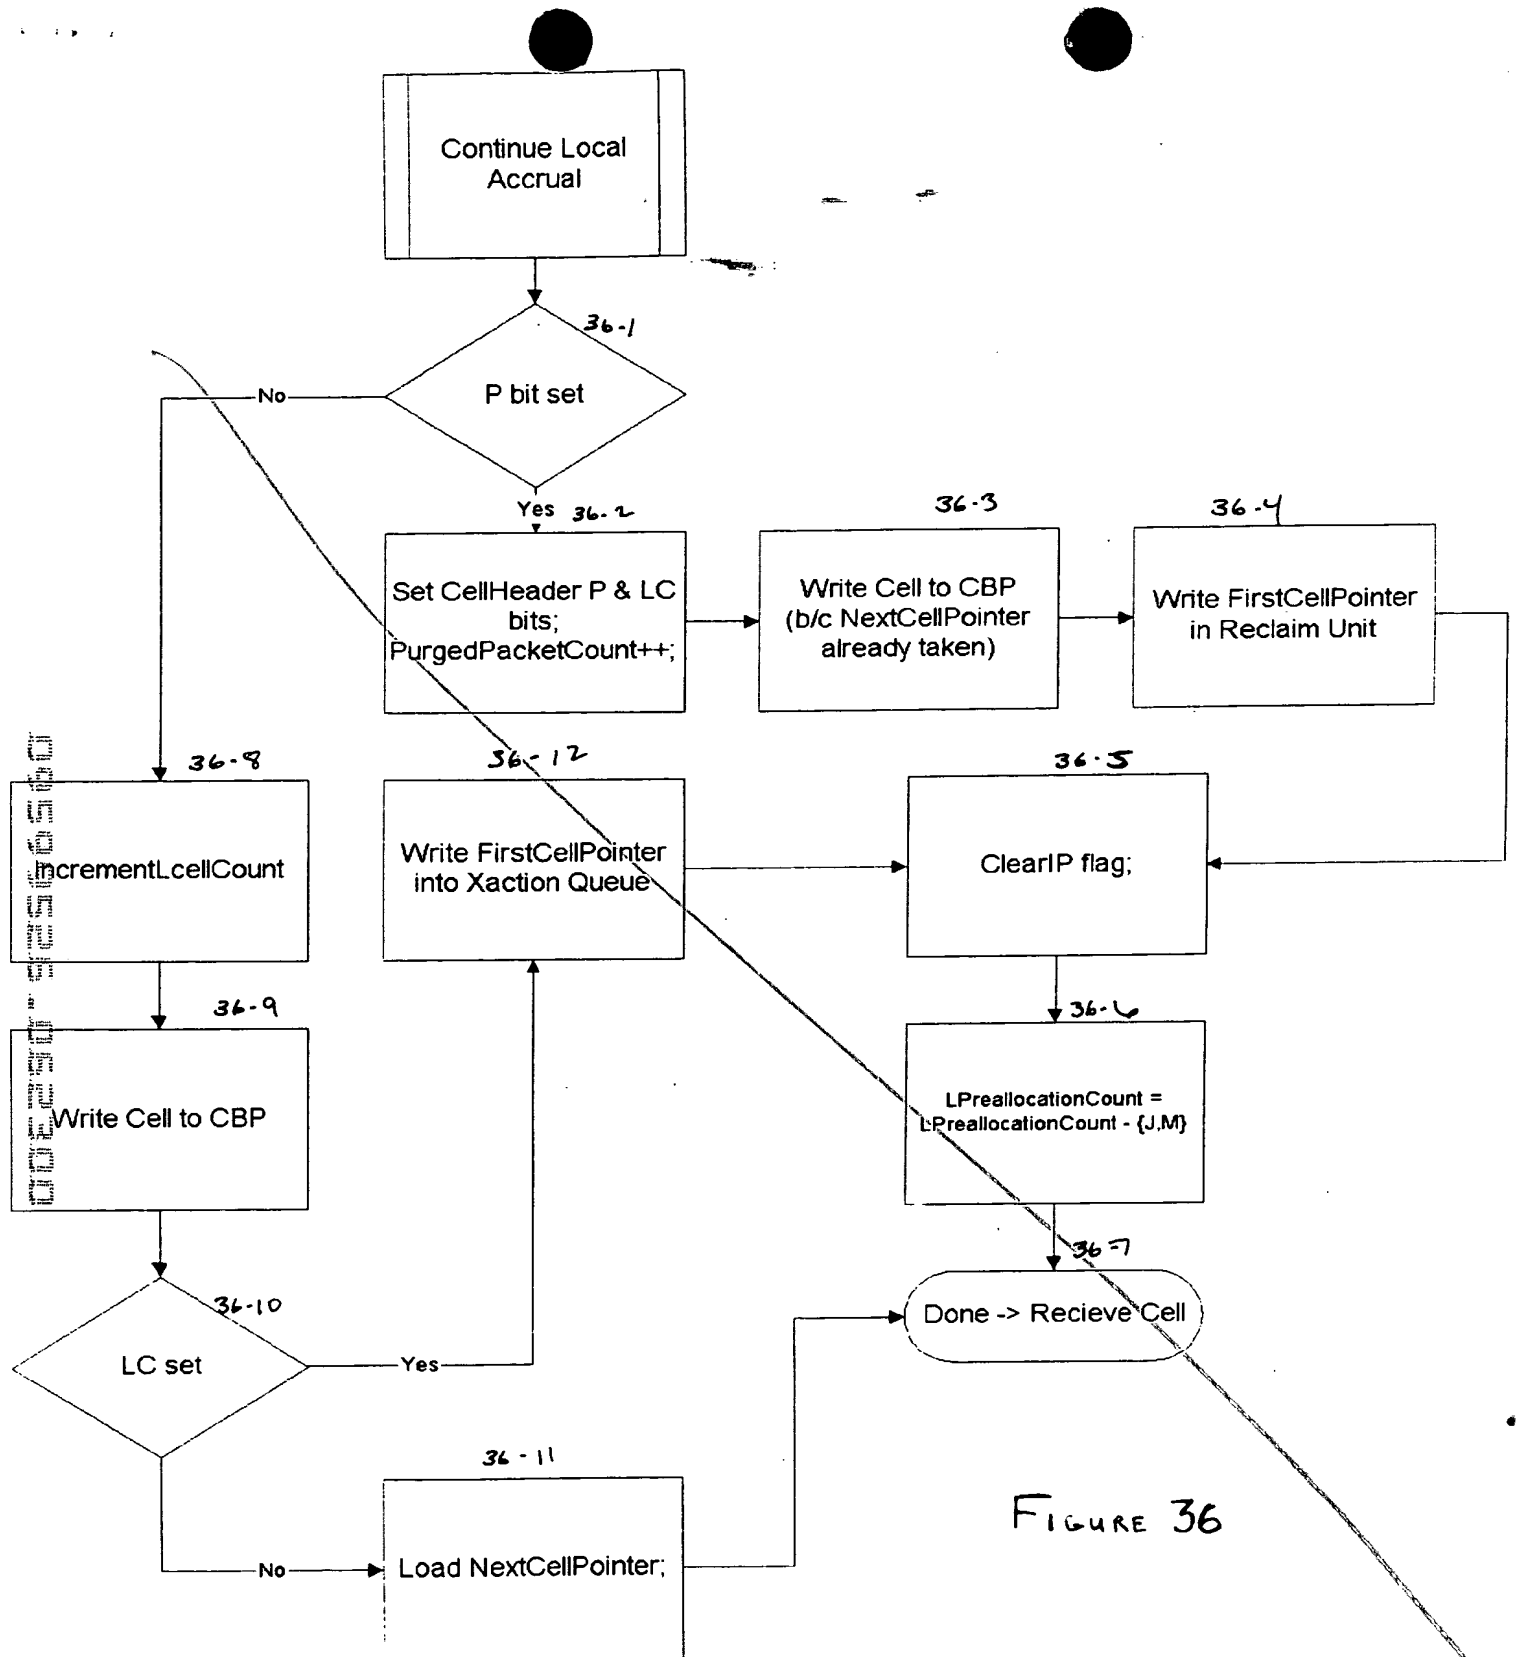 Continue Local
Accrual
36-1
P bit set
No
Yes
36-2
36-3
36-4
Set CellHeader P & LC
bits;
PurgedPacketCount++;
Write Cell to CBP
(b/c NextCellPointer
already taken)
Write FirstCellPointer
in Reclaim Unit
36-8
36-12
36-5
IncrementLcellCount
Write FirstCellPointer
into Xaction Queue
ClearIP flag;
36-9
36-6
Write Cell to CBP
LPreallocationCount =
LPreallocationCount - {J,M}
36-7
36-10
LC set
Yes
Done -> Recieve Cell
36-11
No
Load NextCellPointer;
FIGURE 36